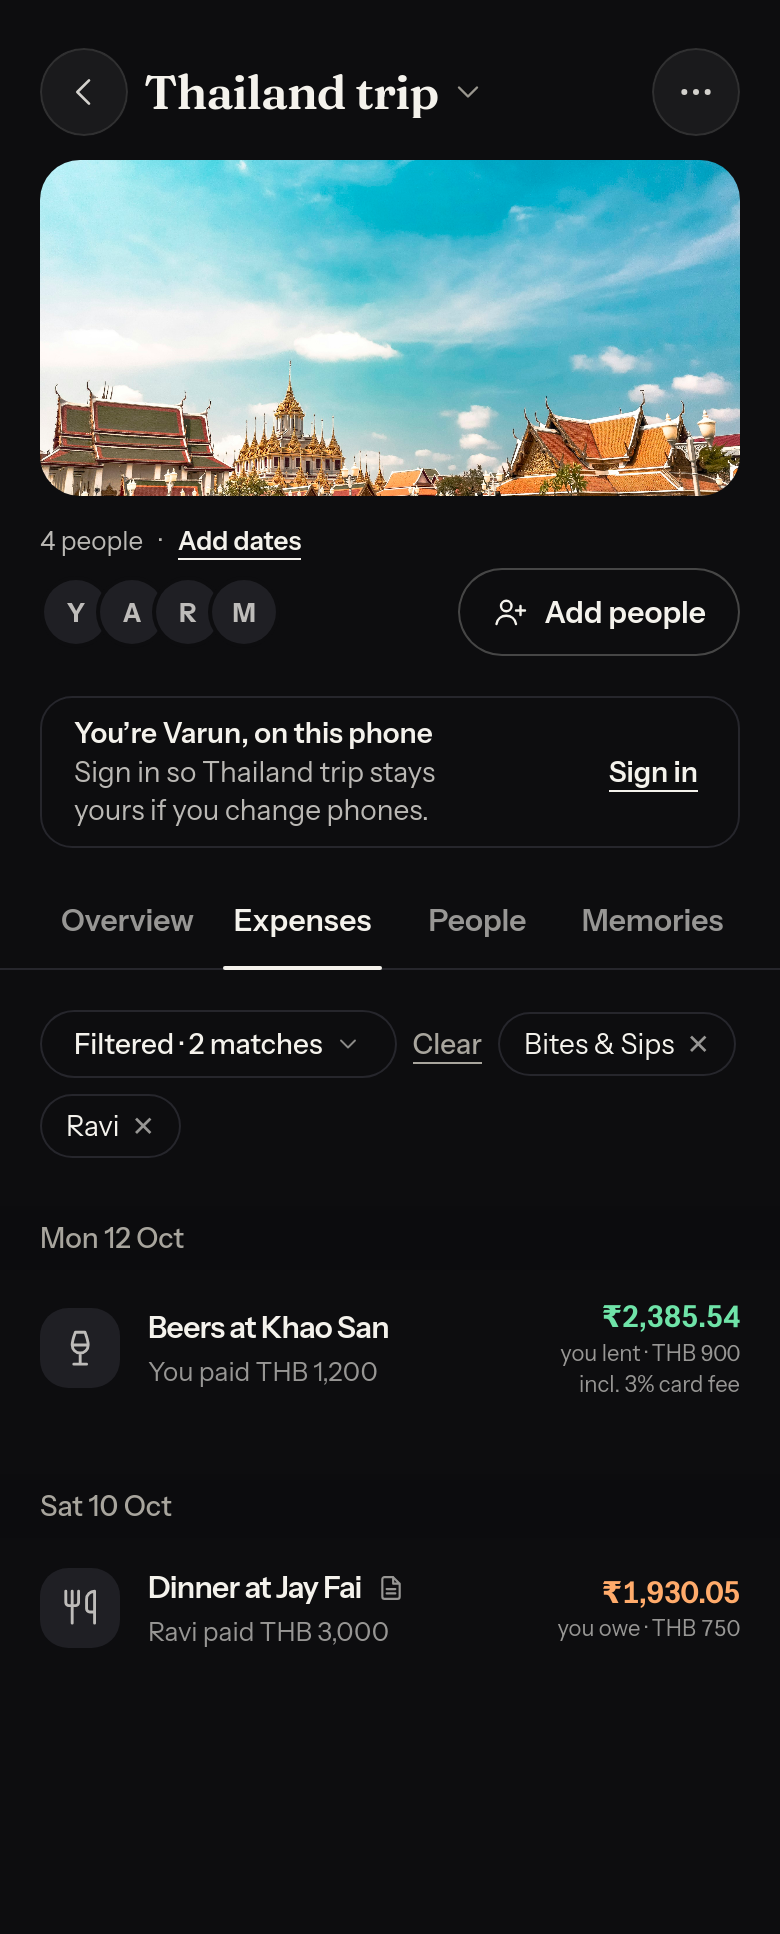 Thailand trip
4 people · Add dates
Y A R M
Add people
You’re Varun, on this phone
Sign in so Thailand trip stays
yours if you change phones.
Sign in
Overview Expenses People Memories
Filtered · 2 matches Clear Bites & Sips ✕
Ravi ✕
Mon 12 Oct
Beers at Khao San
You paid THB 1,200
₹2,385.54
you lent · THB 900
incl. 3% card fee
Sat 10 Oct
Dinner at Jay Fai
Ravi paid THB 3,000
₹1,930.05
you owe · THB 750